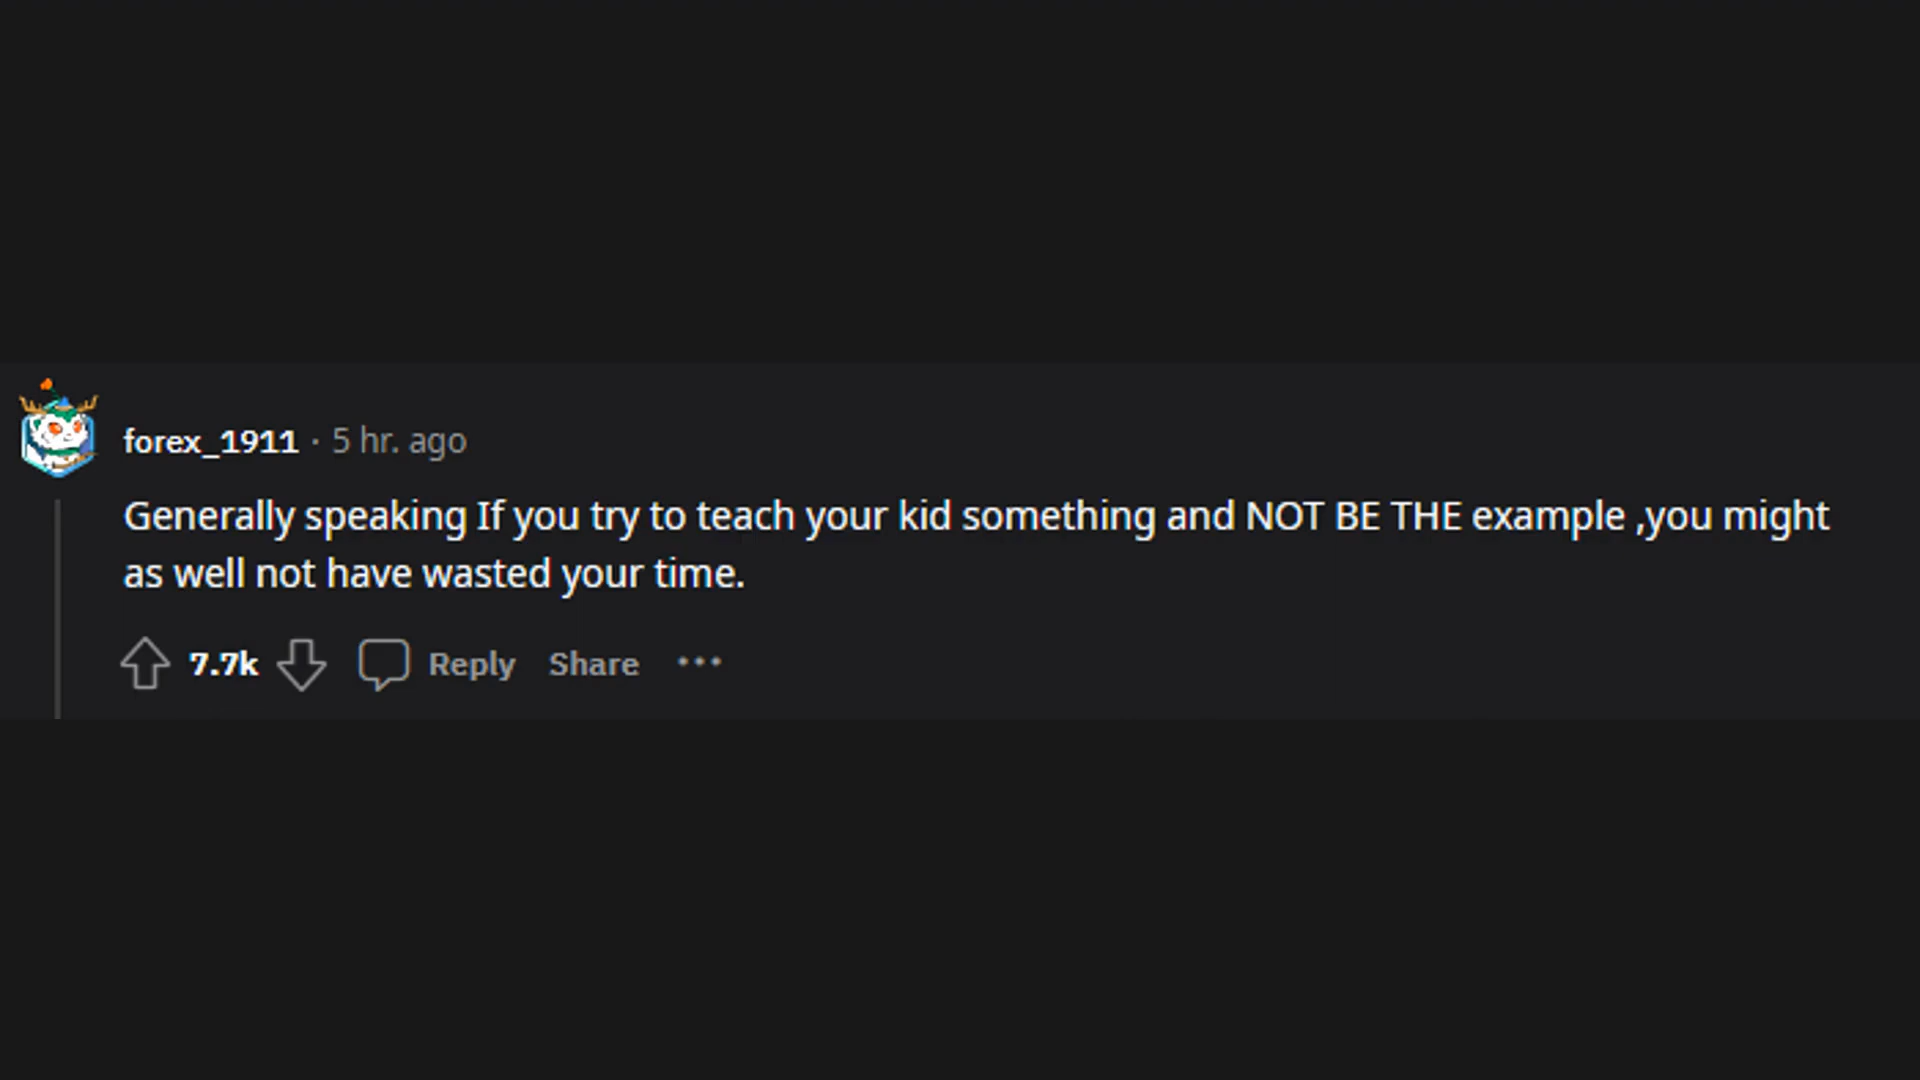 forex_1911 · 5 hr. ago
Generally speaking If you try to teach your kid something and NOT BE THE example ,you might
as well not have wasted your time.
7.7k Reply Share ···